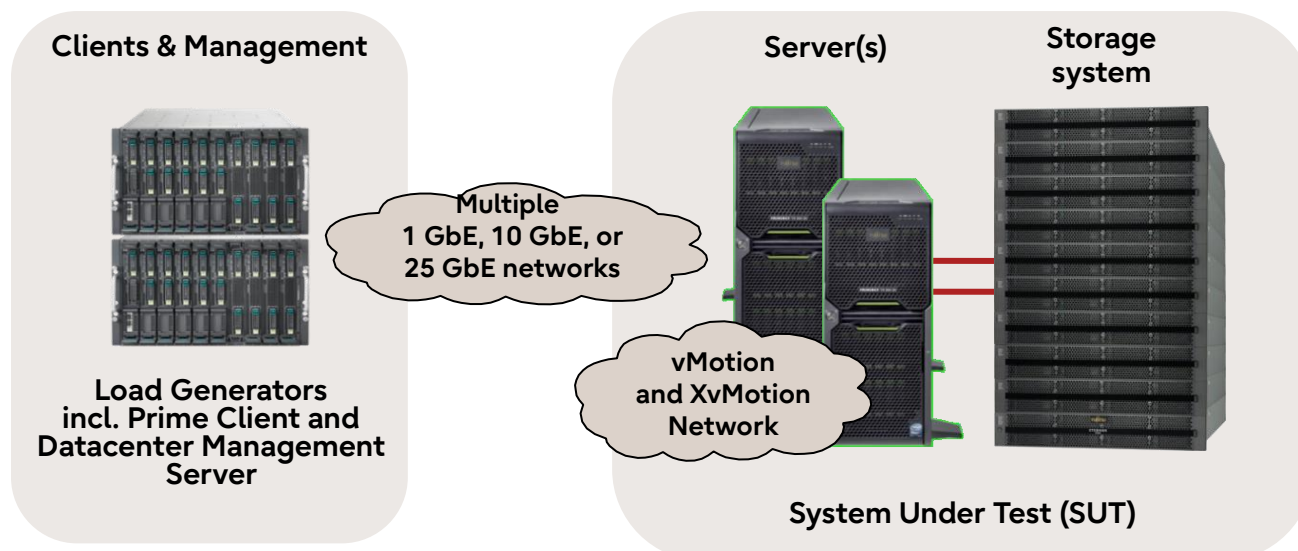 Clients & Management
Load Generators
incl. Prime Client and
Datacenter Management
Server
Multiple
1 GbE, 10 GbE, or
25 GbE networks
Server(s)
Storage
system
vMotion
and XvMotion
Network
System Under Test (SUT)